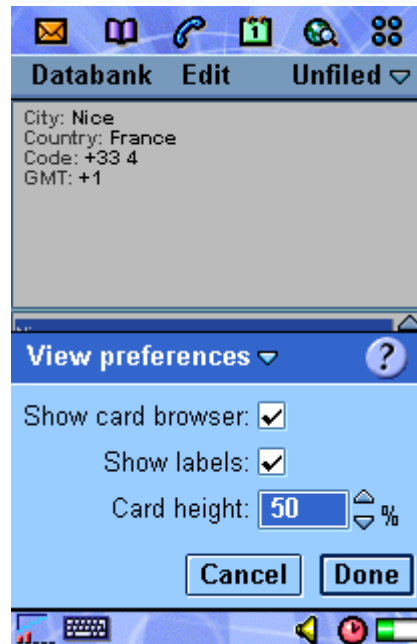 1
Databank Edit Unfiled
City: Nice
Country: France
Code: +33 4
GMT: +1
View preferences ?
Show card browser:
Show labels:
Card height: 50 %
Cancel Done